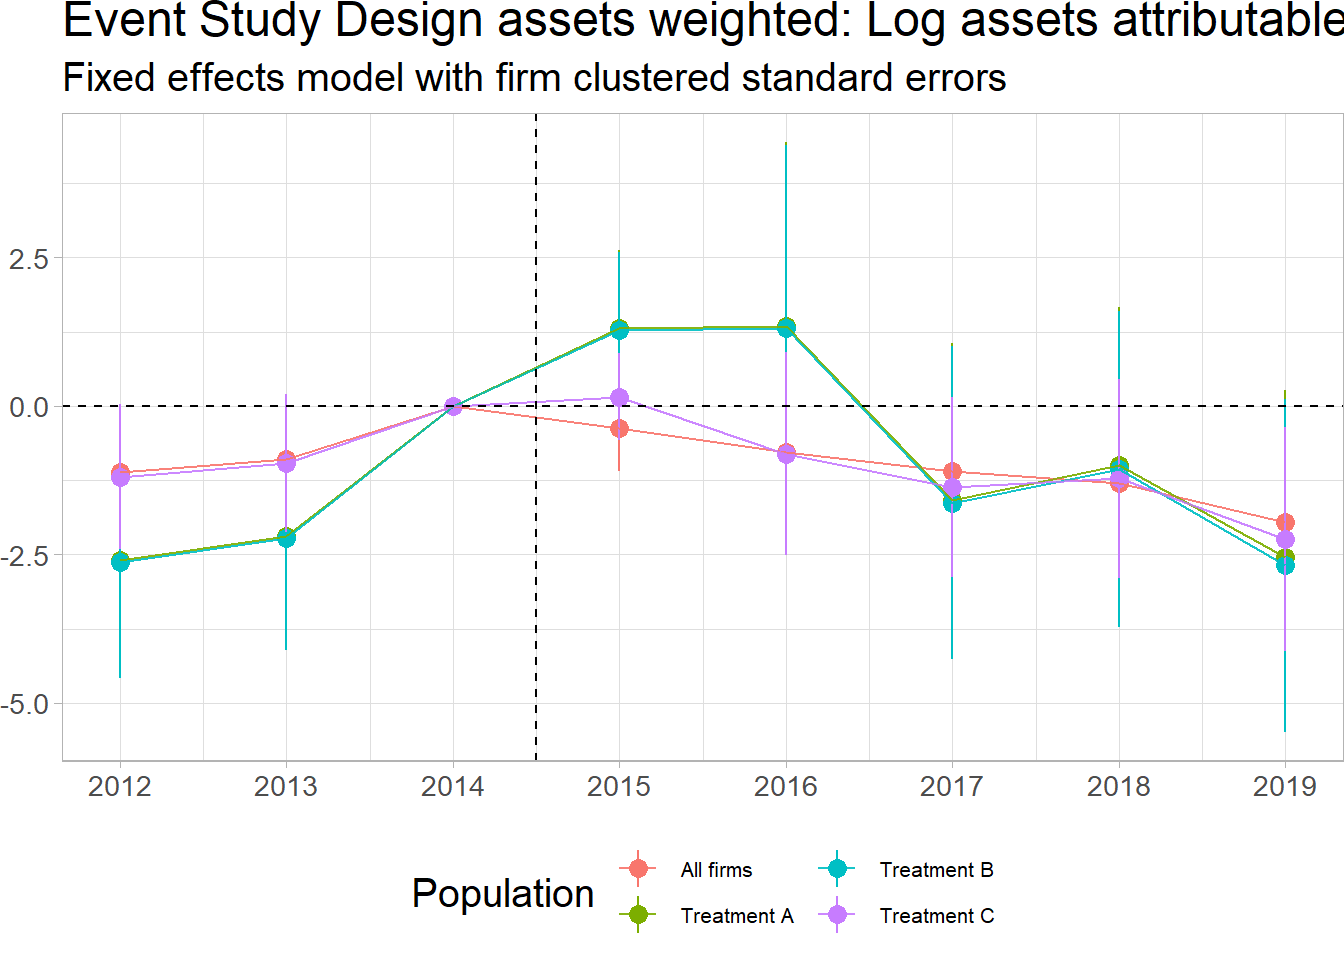 Event Study Design assets weighted: Log assets attributable
Fixed effects model with firm clustered standard errors
2.5
0.0
-2.5
-5.0
2012 2013 2014 2015 2016 2017 2018 2019
Population
All firms
Treatment A
Treatment B
Treatment C